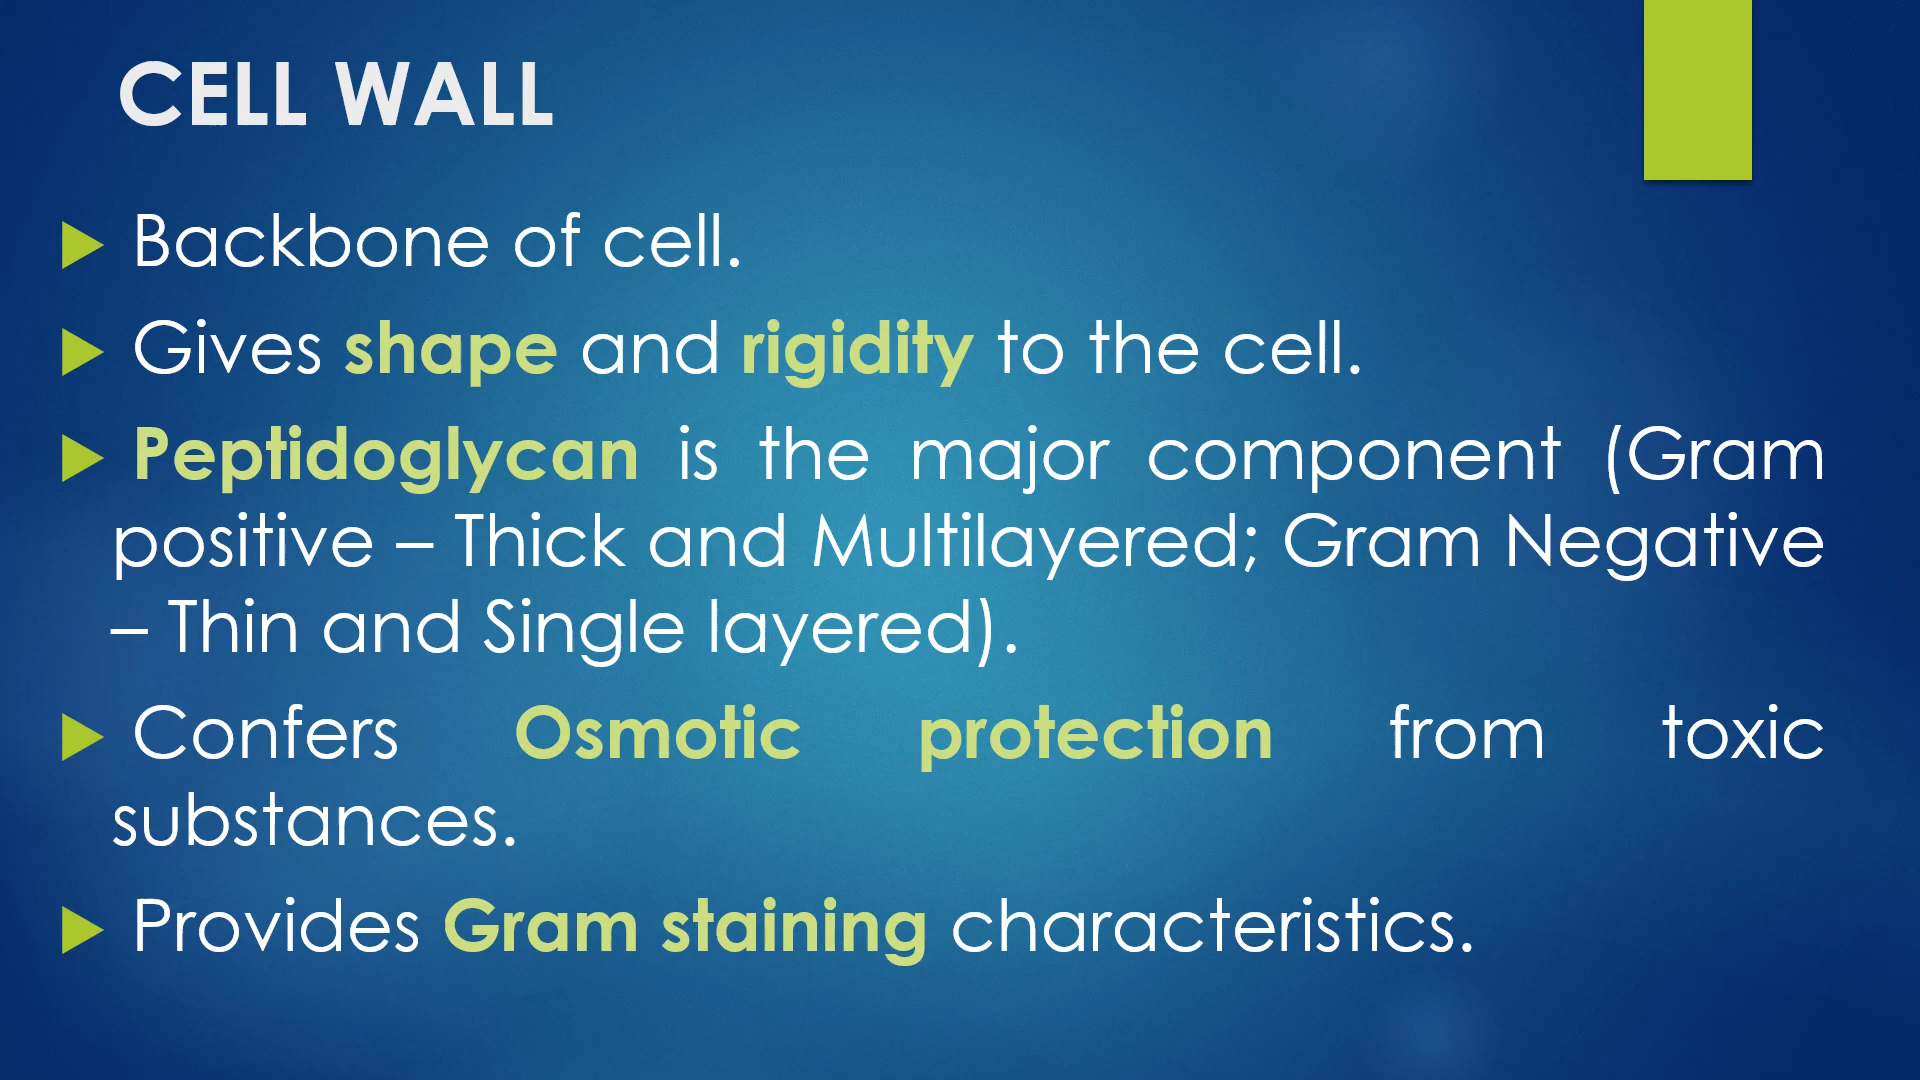 CELL WALL
Backbone of cell.
Gives shape and rigidity to the cell.
Peptidoglycan is the major component (Gram
positive – Thick and Multilayered; Gram Negative
– Thin and Single layered).
Confers Osmotic protection from toxic
substances.
Provides Gram staining characteristics.